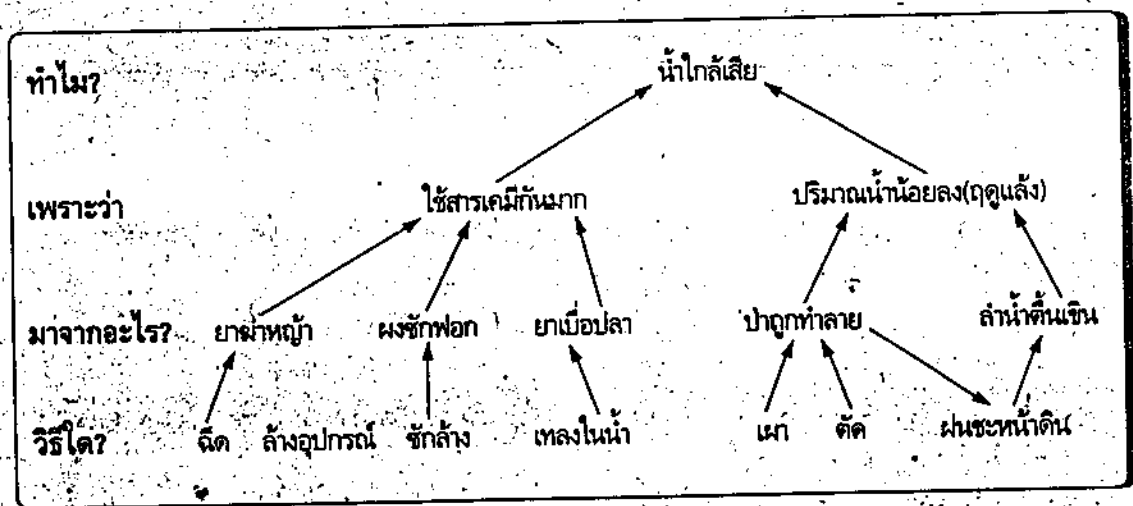 ทำไม? น้ำใกล้เสีย
เพราะว่า ใช้สารเคมีกันมาก ปริมาณน้ำน้อยลง(ฤดูแล้ง)
มาจากอะไร? ยาฆ่าหญ้า ผงซักฟอก ยาเบื่อปลา ป่าถูกทำลาย ลำน้ำตื้นเขิน
วิธีใด? ฉีด ล้างอุปกรณ์ ซักล้าง เทลงในน้ำ เผา ตัด ฝนชะหน้าดิน